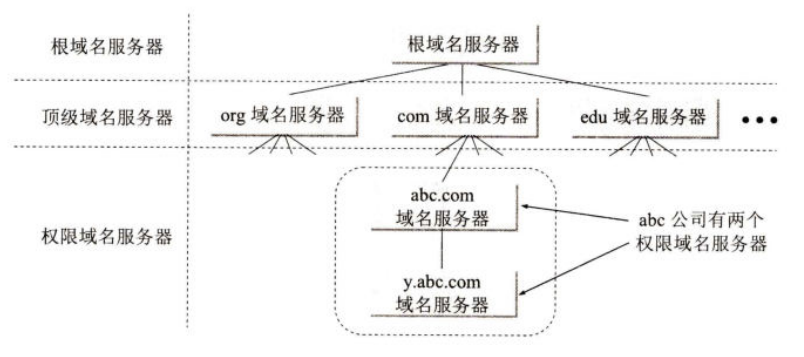 根域名服务器
根域名服务器
顶级域名服务器
org 域名服务器
com 域名服务器
edu 域名服务器
权限域名服务器
abc.com
域名服务器
abc 公司有两个
权限域名服务器
y.abc.com
域名服务器